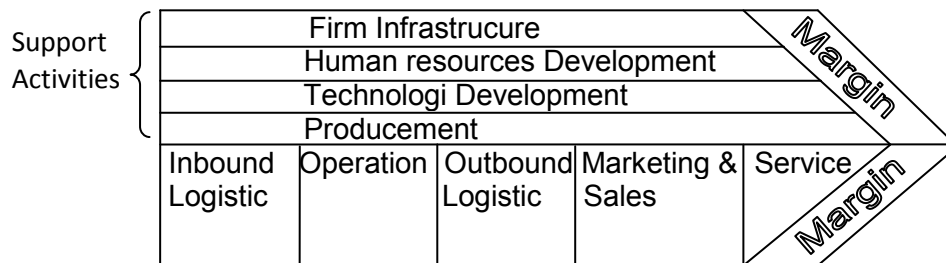 Support
Activities
Firm Infrastrucure
Human resources Development
Technologi Development
Producement
Margin
Inbound
Logistic
Operation
Outbound
Logistic
Marketing &
Sales
Service
Margin